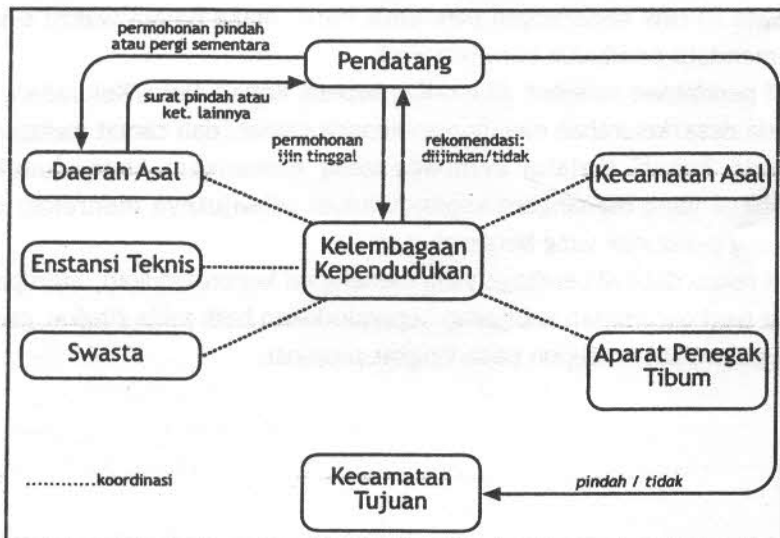 permohonan pindah
atau pergi sementara
Pendatang
surat pindah atau
ket. lainnya
permohonan
ijin tinggal
rekomendasi:
diijinkan/tidak
Daerah Asal
Kecamatan Asal
Kelembagaan
Kependudukan
Enstansi Teknis
Swasta
Aparat Penegak
Tibum
..............koordinasi
Kecamatan
Tujuan
pindah / tidak